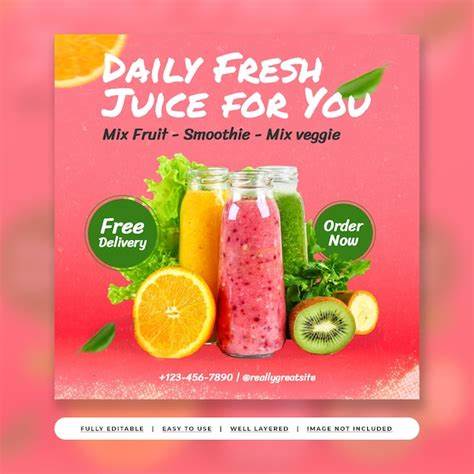 DAILY FRESH
JUICE FOR YOU
Mix Fruit - Smoothie - Mix veggie
Free
Delivery
Order
Now
+123-456-7890 | @reallygreatsite
FULLY EDITABLE | EASY TO USE | WELL LAYERED | IMAGE NOT INCLUDED